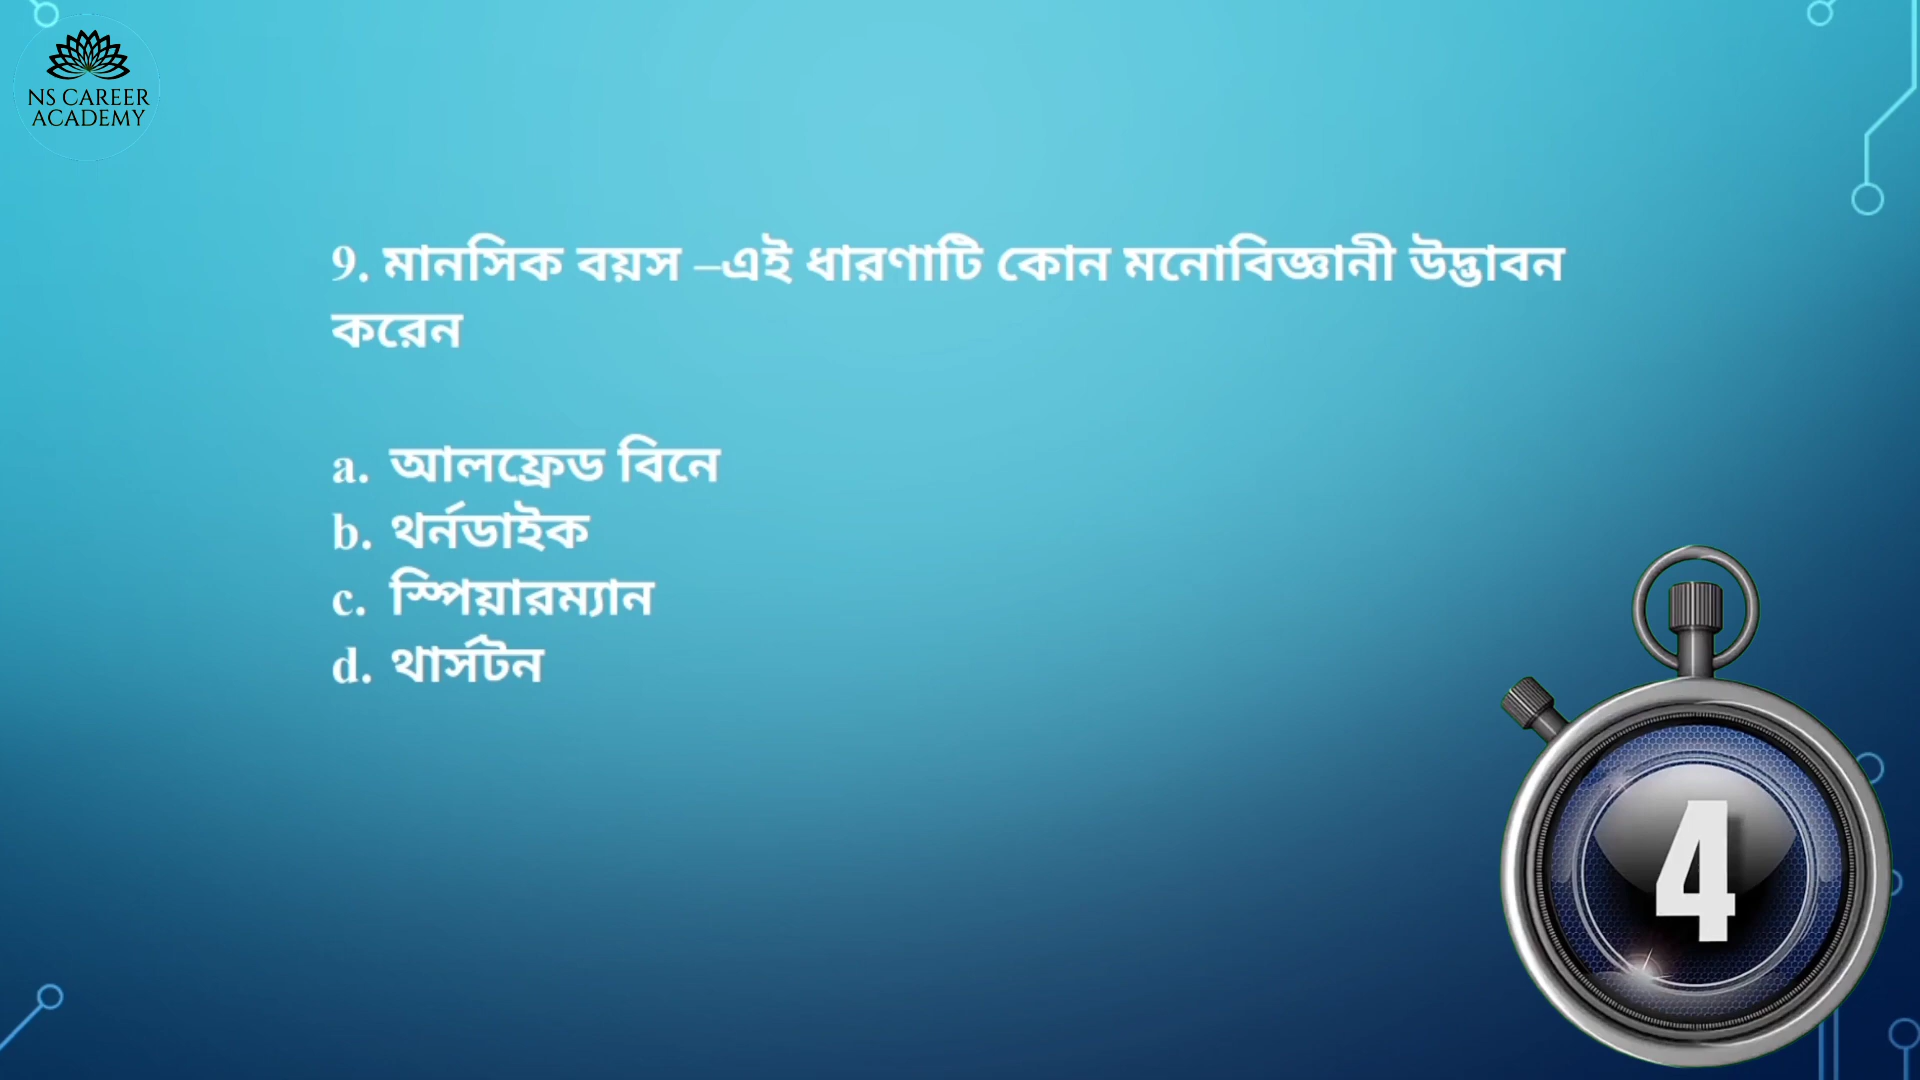 NS CAREER
ACADEMY
9. মানসিক বয়স –এই ধারণাটি কোন মনোবিজ্ঞানী উদ্ভাবন
করেন
a. আলফ্রেড বিনে
b. থর্নডাইক
c. স্পিয়ারম্যান
d. থার্সটন
4